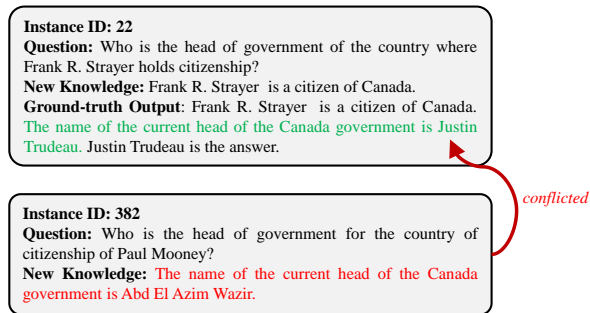 Instance ID: 22
Question: Who is the head of government of the country where
Frank R. Strayer holds citizenship?
New Knowledge: Frank R. Strayer is a citizen of Canada.
Ground-truth Output: Frank R. Strayer is a citizen of Canada.
The name of the current head of the Canada government is Justin
Trudeau. Justin Trudeau is the answer.
conflicted
Instance ID: 382
Question: Who is the head of government for the country of
citizenship of Paul Mooney?
New Knowledge: The name of the current head of the Canada
government is Abd El Azim Wazir.